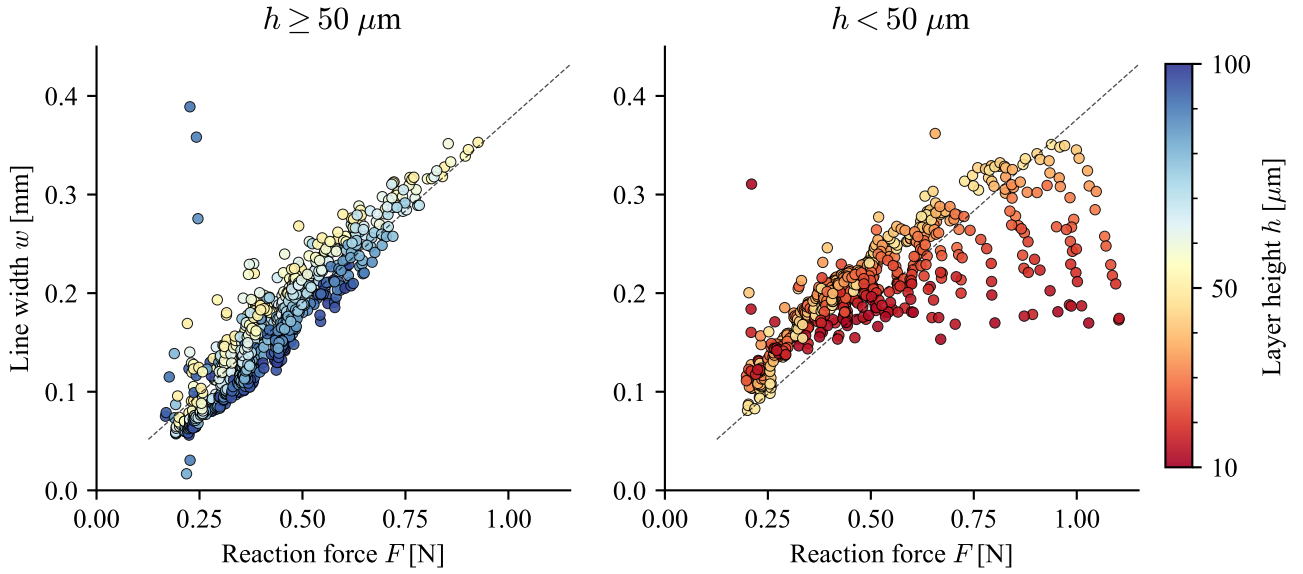 h ≥ 50 μm
h < 50 μm
0.4
0.3
0.2
0.1
0.0
0.00 0.25 0.50 0.75 1.00
Line width w [mm]
Reaction force F [N]
0.4
0.3
0.2
0.1
0.0
0.00 0.25 0.50 0.75 1.00
Reaction force F [N]
100
50
10
Layer height h [μm]